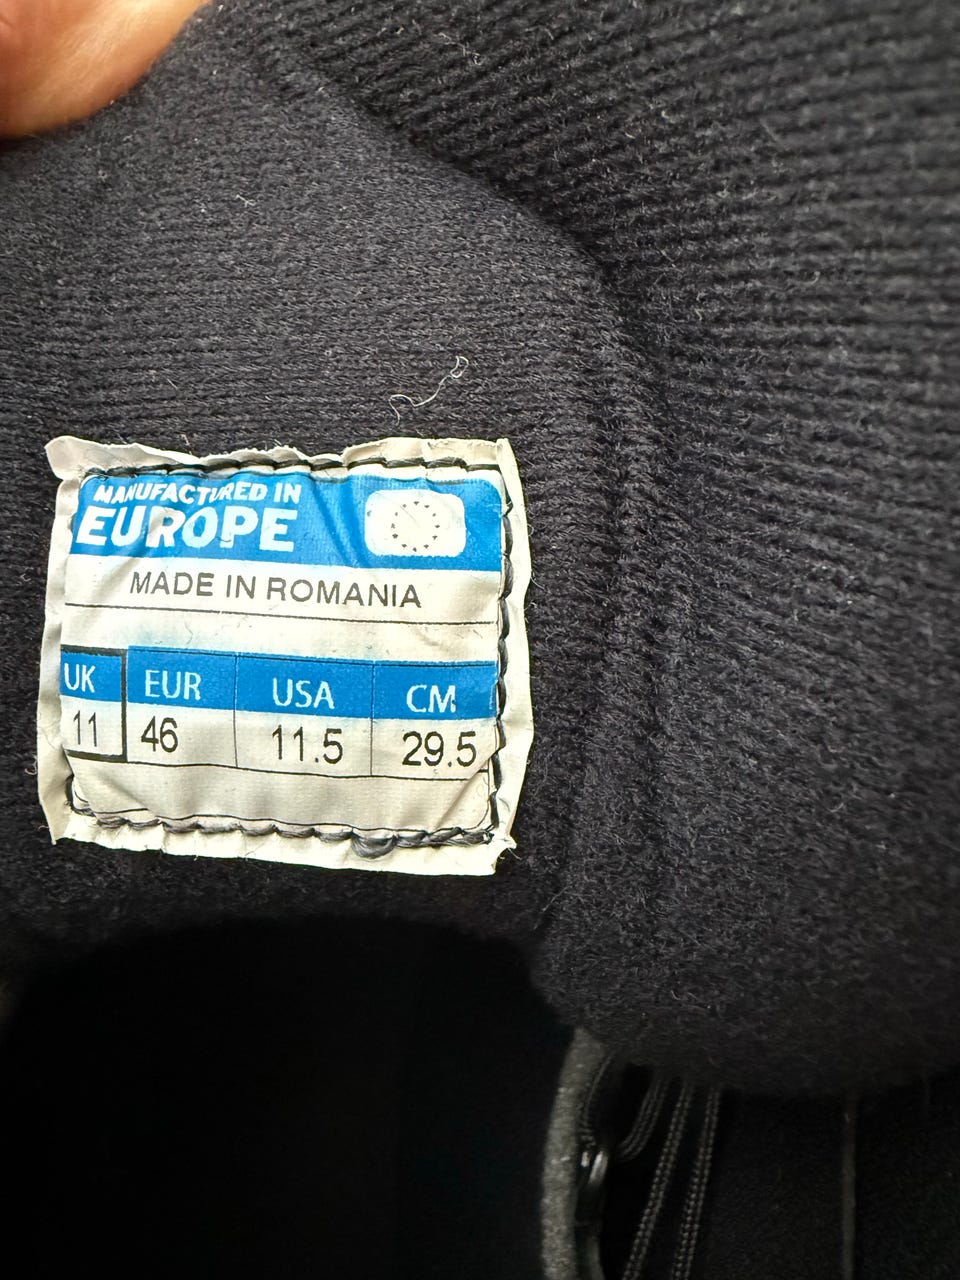 MANUFACTURED IN
EUROPE
MADE IN ROMANIA
UK EUR USA CM
11 46 11.5 29.5